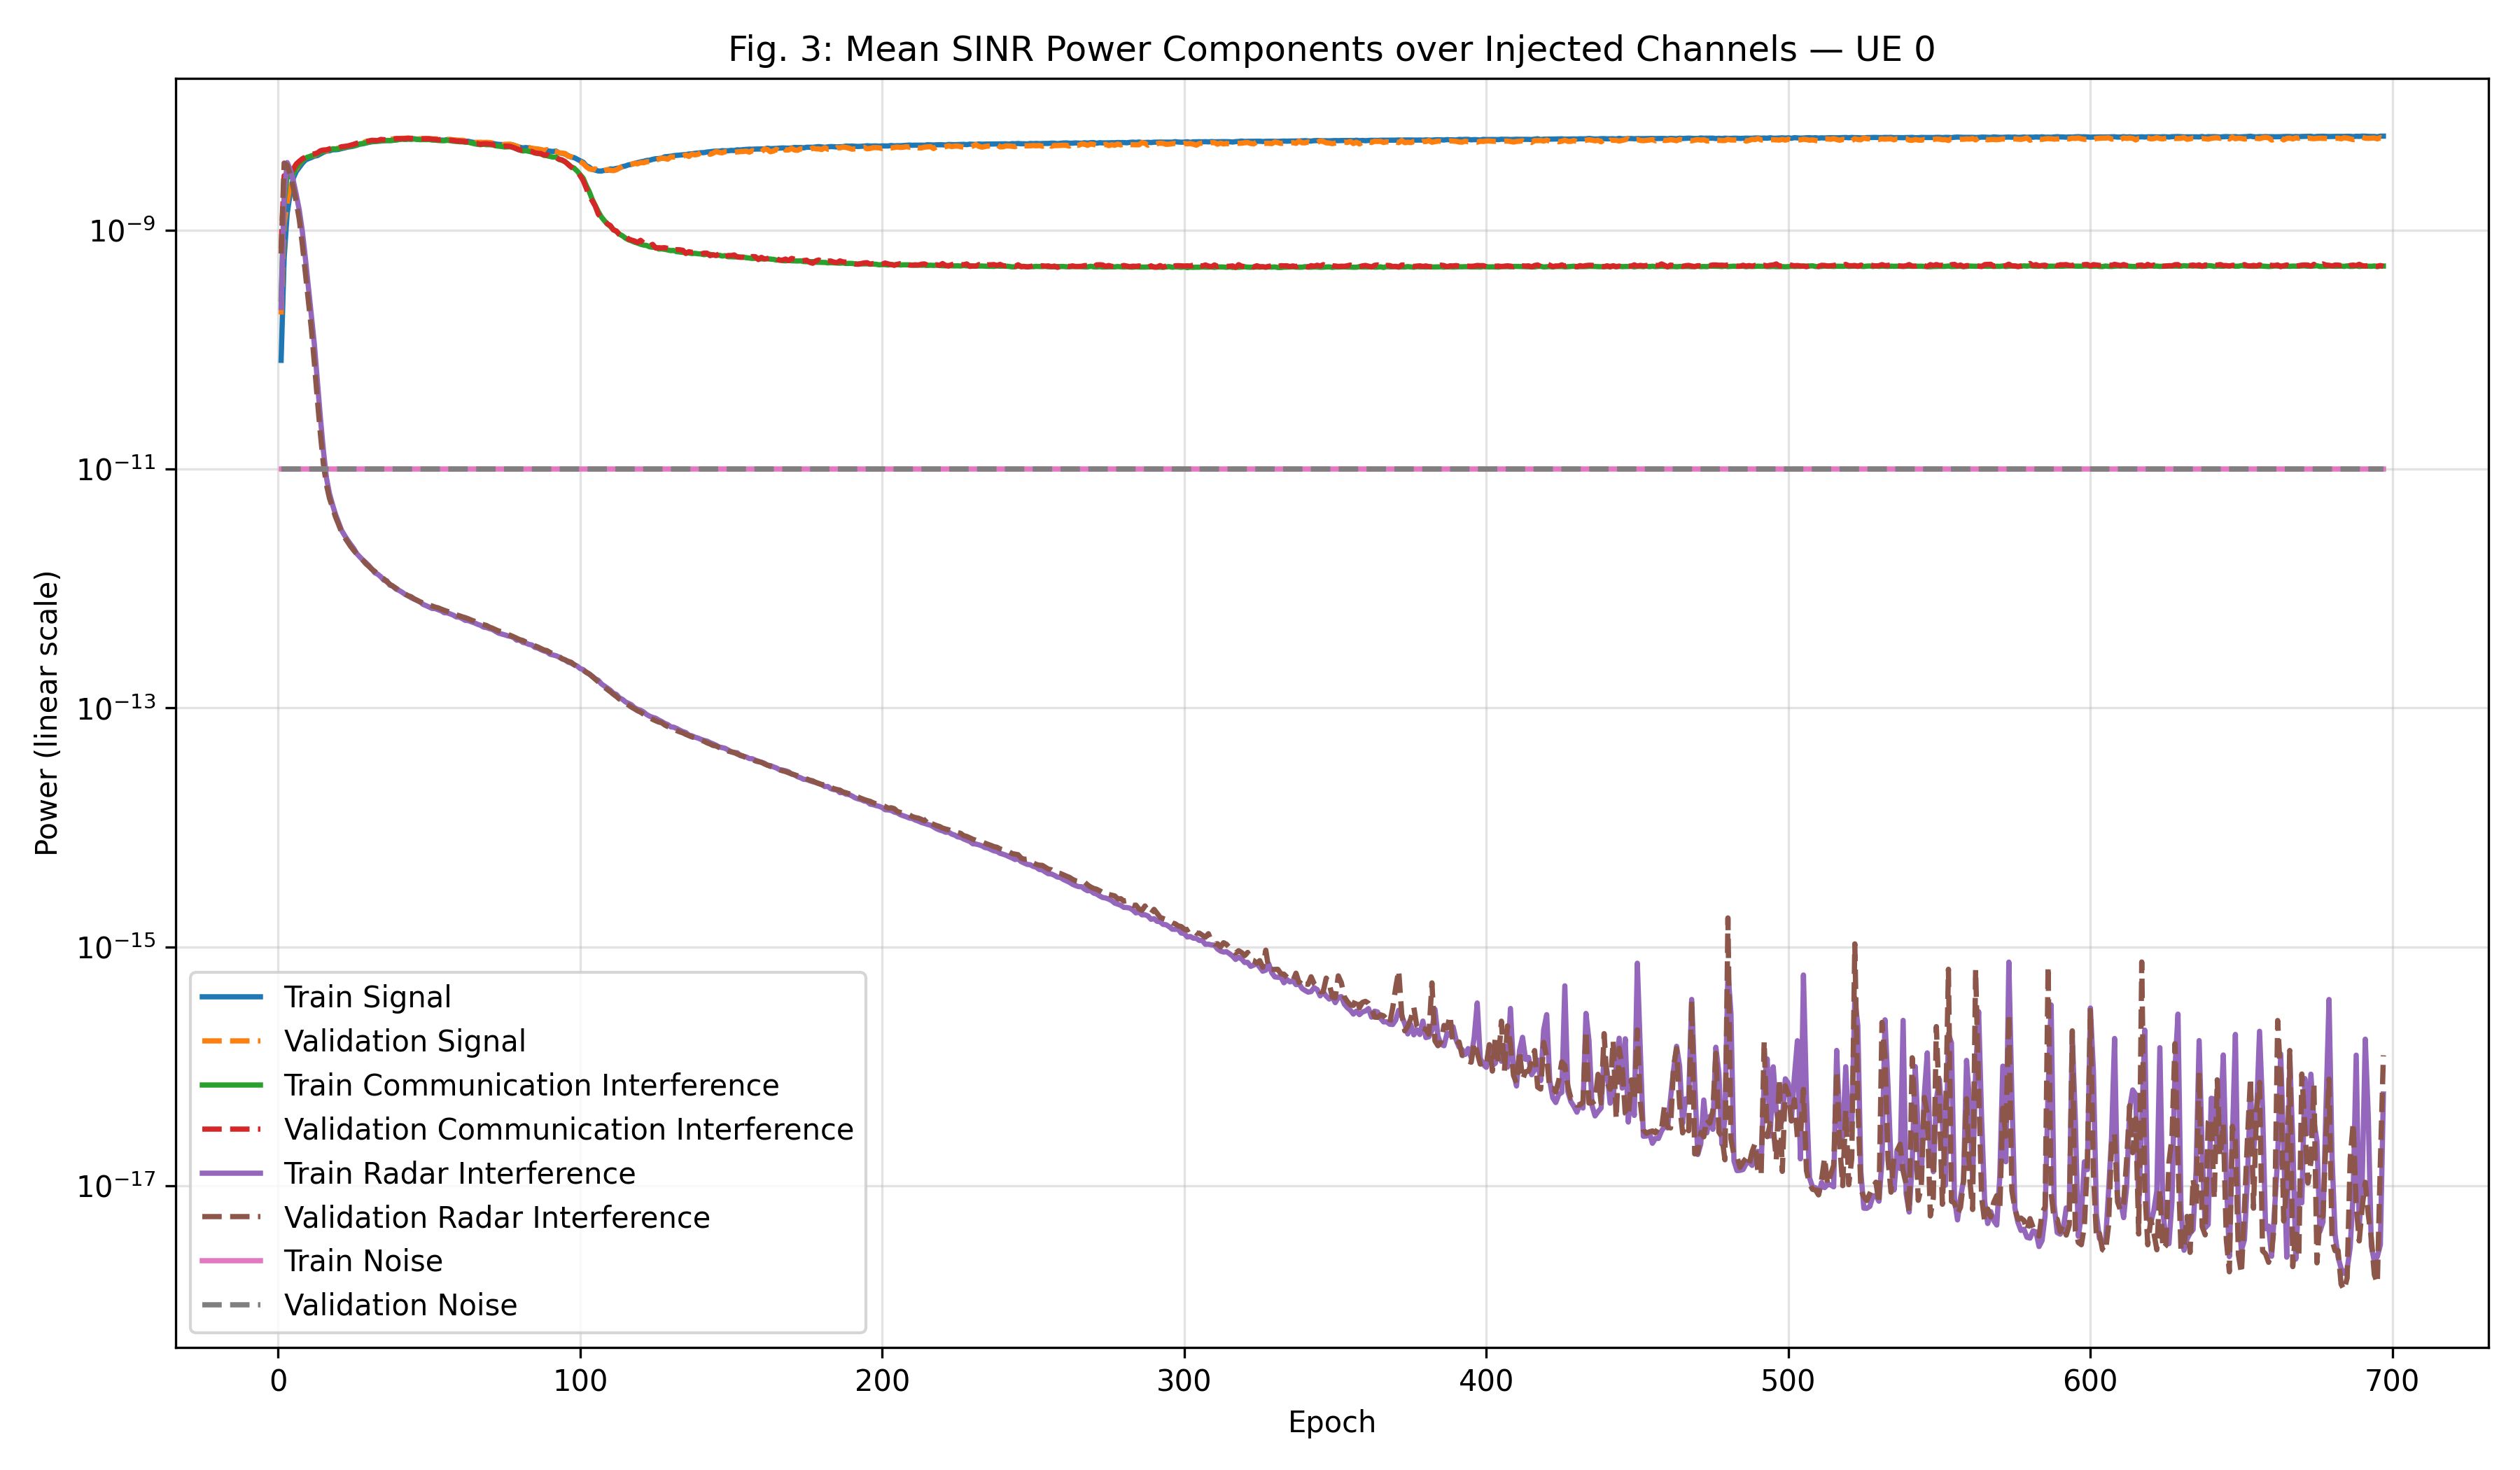 Fig. 3: Mean SINR Power Components over Injected Channels — UE 0
Power (linear scale)
10⁻⁹
10⁻¹¹
10⁻¹³
10⁻¹⁵
10⁻¹⁷
Train Signal
Validation Signal
Train Communication Interference
Validation Communication Interference
Train Radar Interference
Validation Radar Interference
Train Noise
Validation Noise
0 100 200 300 400 500 600 700
Epoch